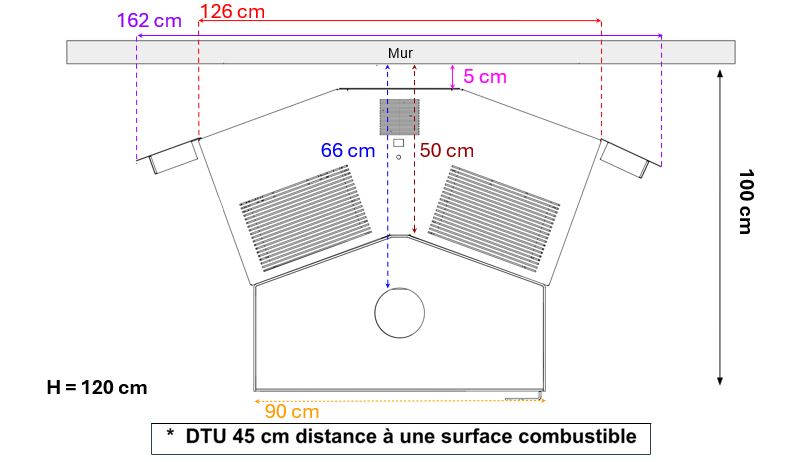 126 cm
162 cm
Mur
5 cm
66 cm
50 cm
100 cm
H = 120 cm
90 cm
* DTU 45 cm distance à une surface combustible